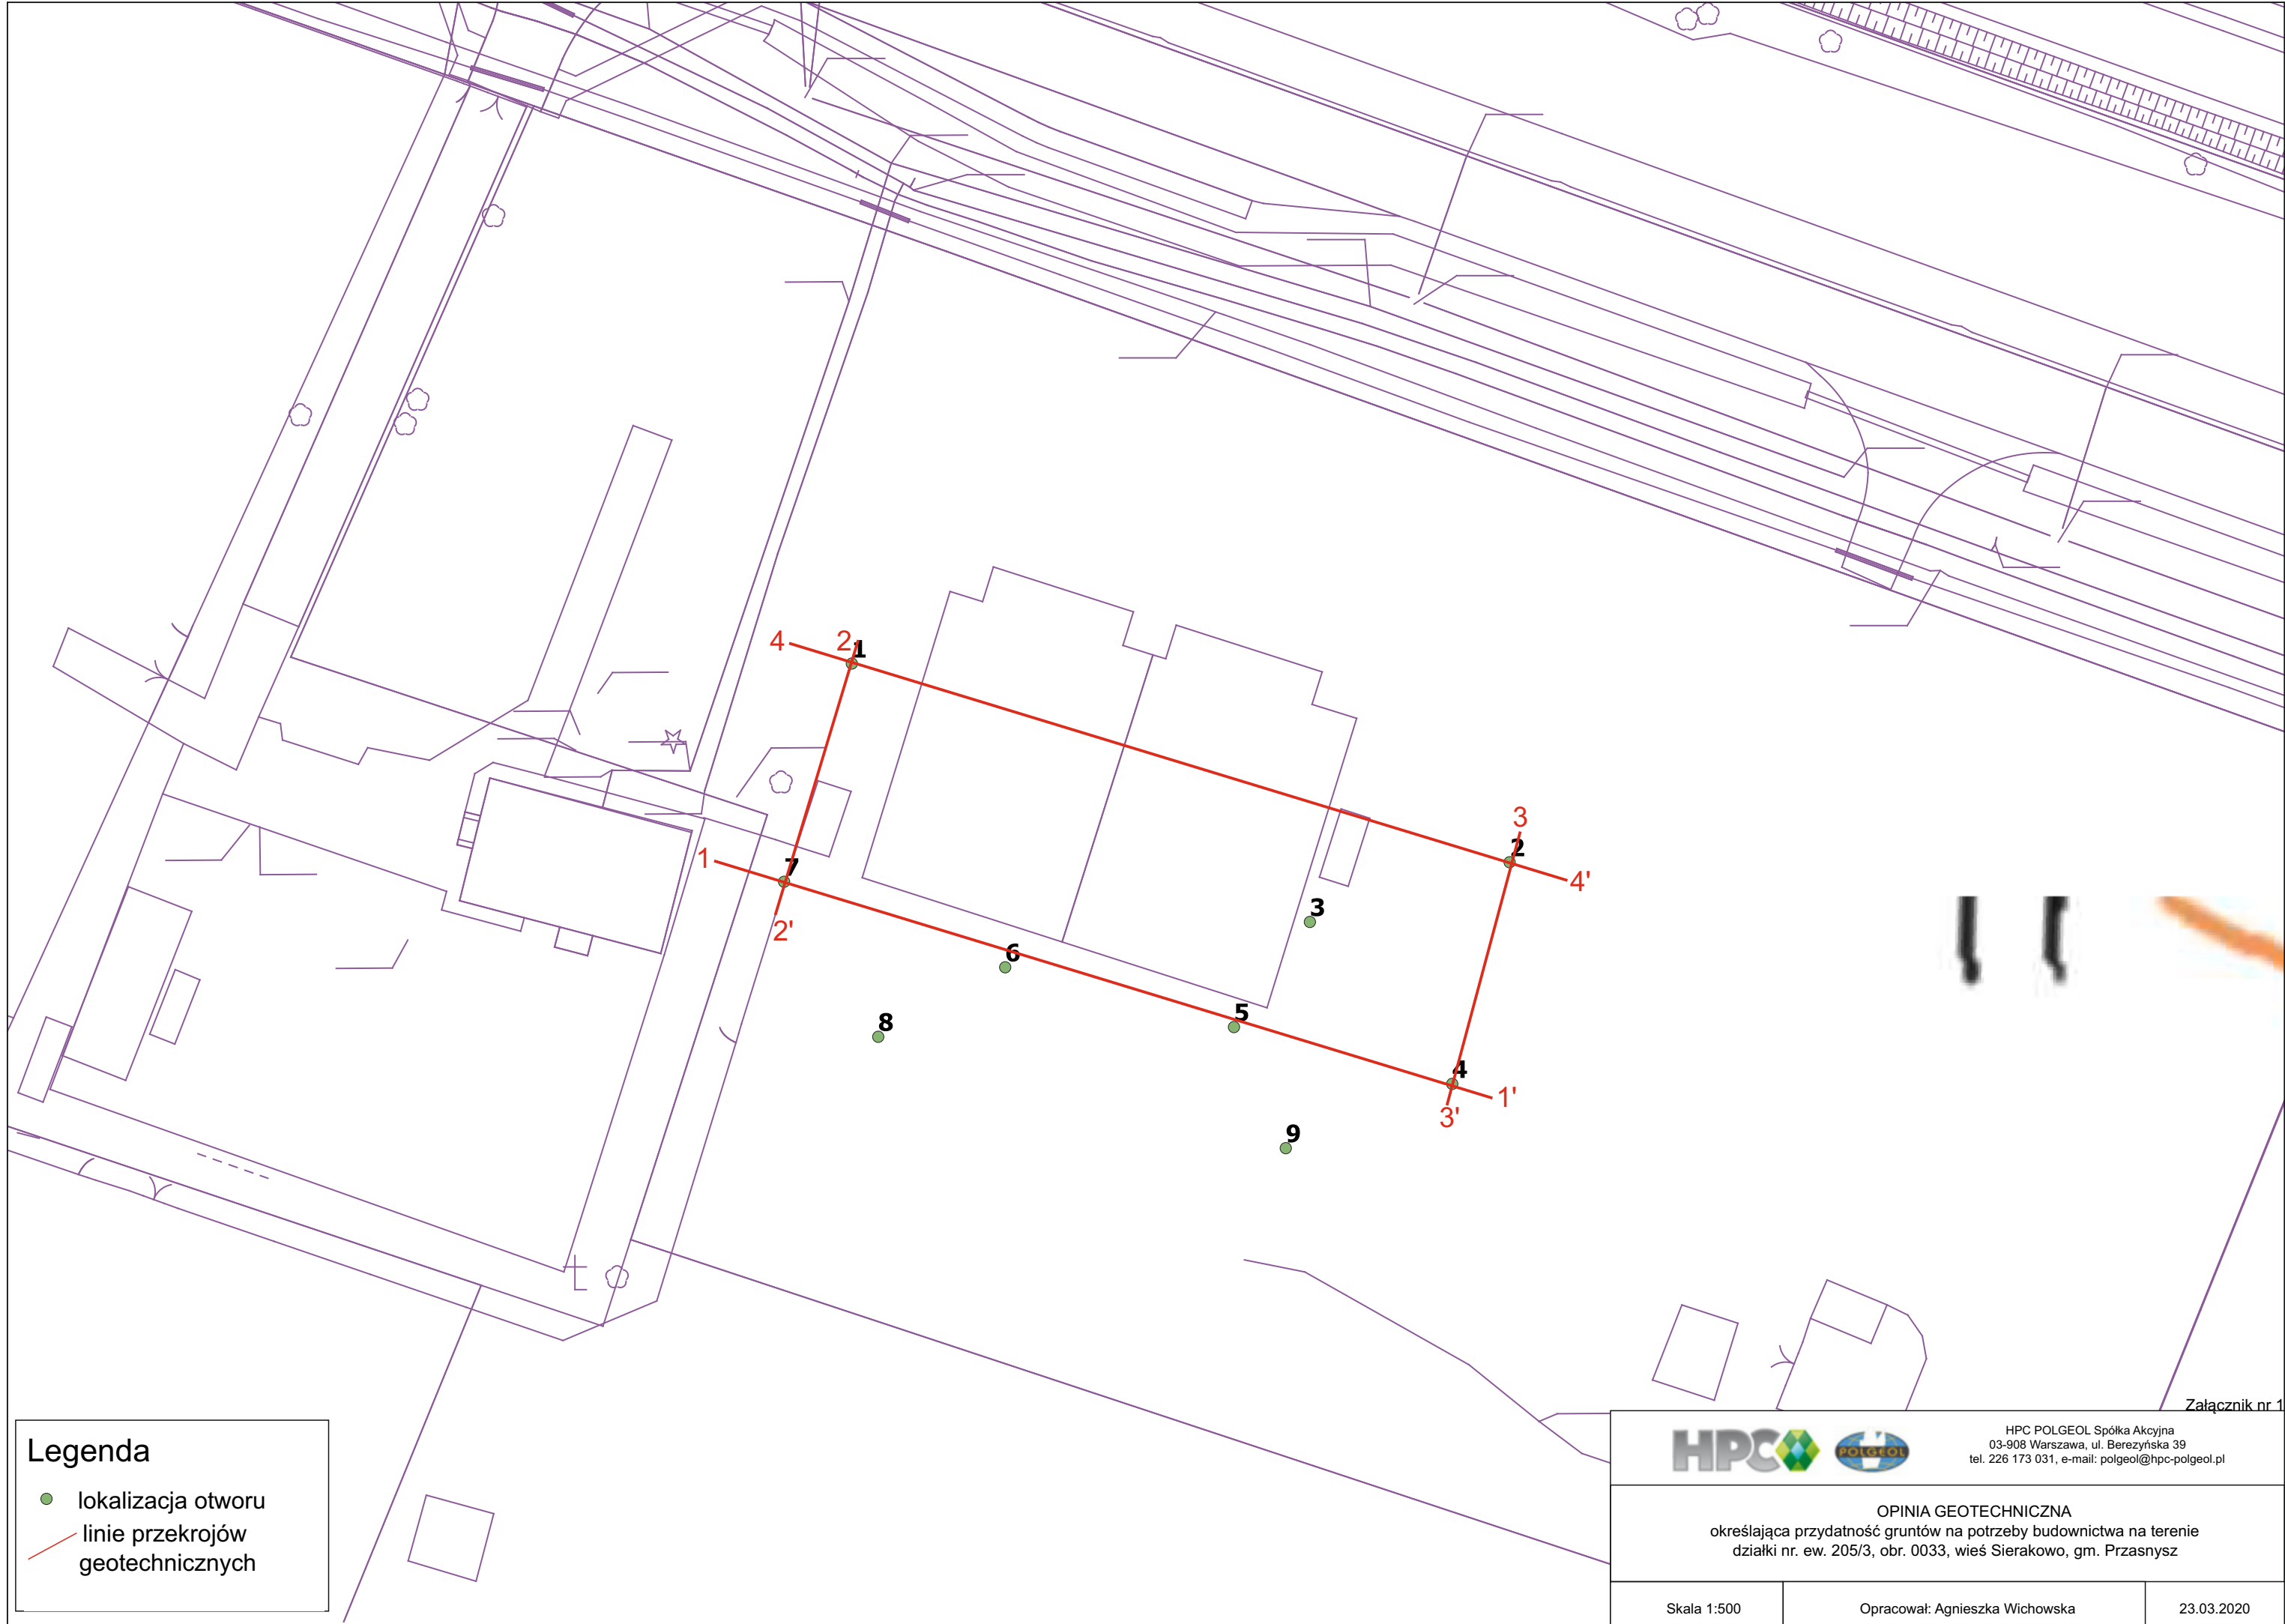 4
2
1
3
2
4'
1
7
2'
3
6
5
8
4
1'
3'
9
Załącznik nr 1
Legenda
lokalizacja otworu
linie przekrojów
geotechnicznych
HPC
POLGEOL
HPC POLGEOL Spółka Akcyjna
03-908 Warszawa, ul. Berezyńska 39
tel. 226 173 031, e-mail: polgeol@hpc-polgeol.pl
OPINIA GEOTECHNICZNA
określająca przydatność gruntów na potrzeby budownictwa na terenie
działki nr. ew. 205/3, obr. 0033, wieś Sierakowo, gm. Przasnysz
Skala 1:500
Opracował: Agnieszka Wichowska
23.03.2020